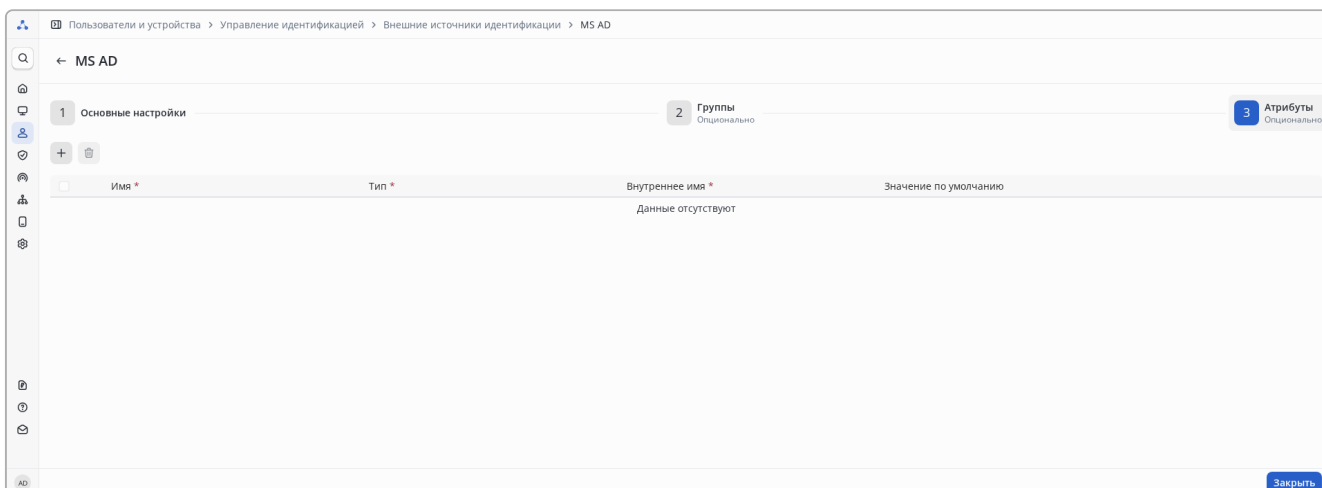 Пользователи и устройства > Управление идентификацией > Внешние источники идентификации > MS AD
← MS AD
1 Основные настройки
2 Группы
Опционально
3 Атрибуты
Опционально
Имя * Тип * Внутреннее имя * Значение по умолчанию
Данные отсутствуют
AD
Закрыть